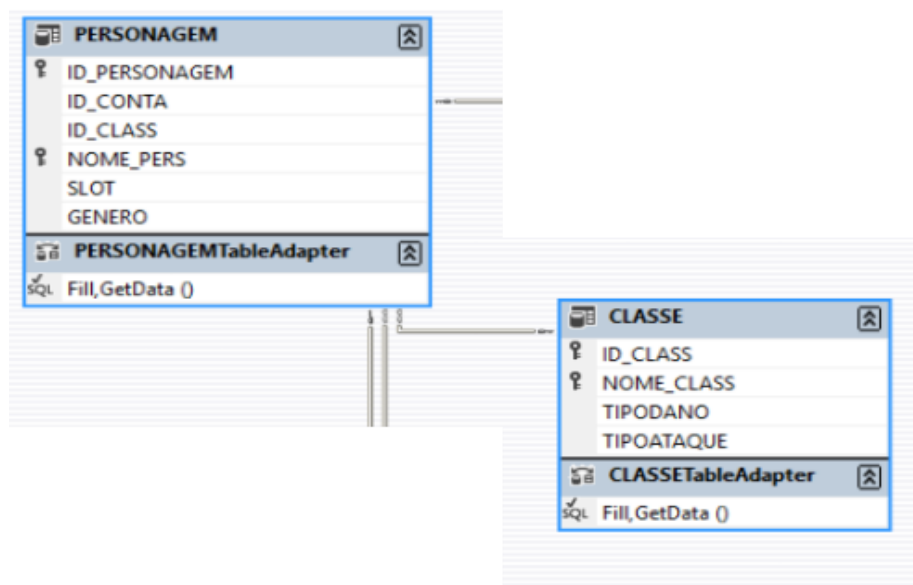 PERSONAGEM
ID_PERSONAGEM
ID_CONTA
ID_CLASS
NOME_PERS
SLOT
GENERO
PERSONAGEMTableAdapter
SQL Fill,GetData ()
CLASSE
ID_CLASS
NOME_CLASS
TIPODANO
TIPOATAQUE
CLASSETableAdapter
SQL Fill,GetData ()